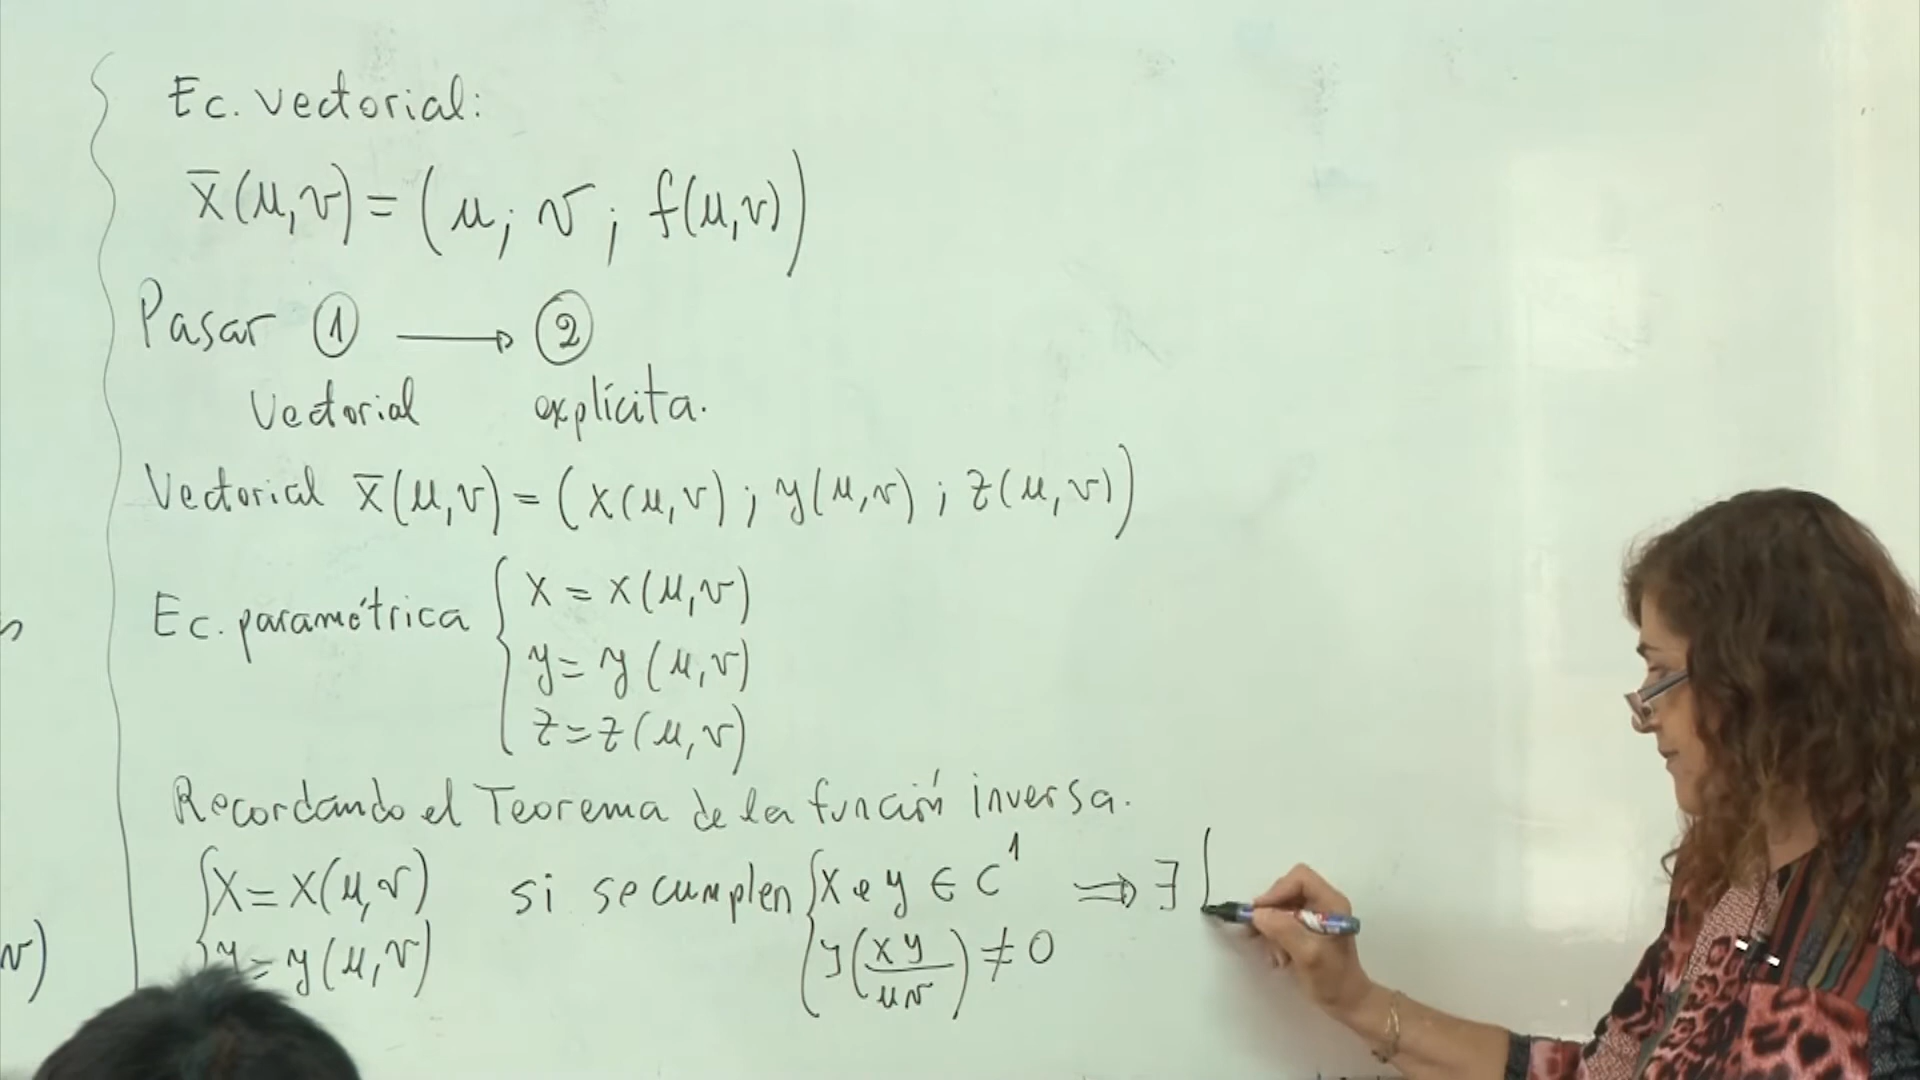 Ec. vectorial:
x̄(u,v) = (u; v; f(u,v))
Pasar ① → ②
Vectorial explícita.
Vectorial x̄(u,v) = (x(u,v); y(u,v); z(u,v))
Ec. paramétrica { x = x(u,v)
y = y(u,v)
z = z(u,v)
Recordando el Teorema de la función inversa.
{ x = x(u,v) si se cumplen { x e y ∈ C¹ ⇒ ∃
y = y(u,v) J(xy/uv) ≠ 0
v)